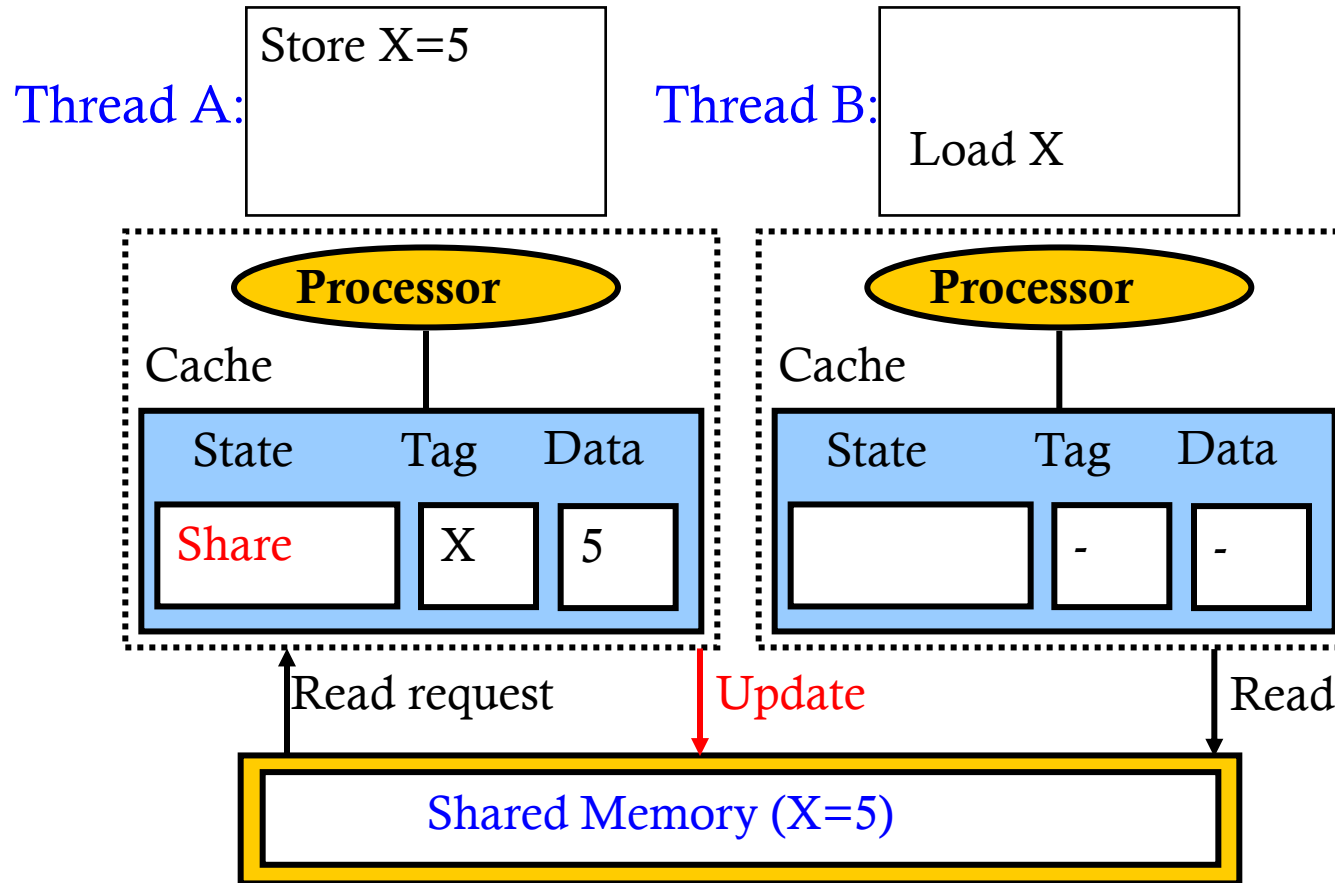 Store X=5
Thread A:
Thread B:
Load X
Processor
Processor
Cache
Cache
State Tag Data
State Tag Data
Share X 5
- -
Read request
Update
Read
Shared Memory (X=5)